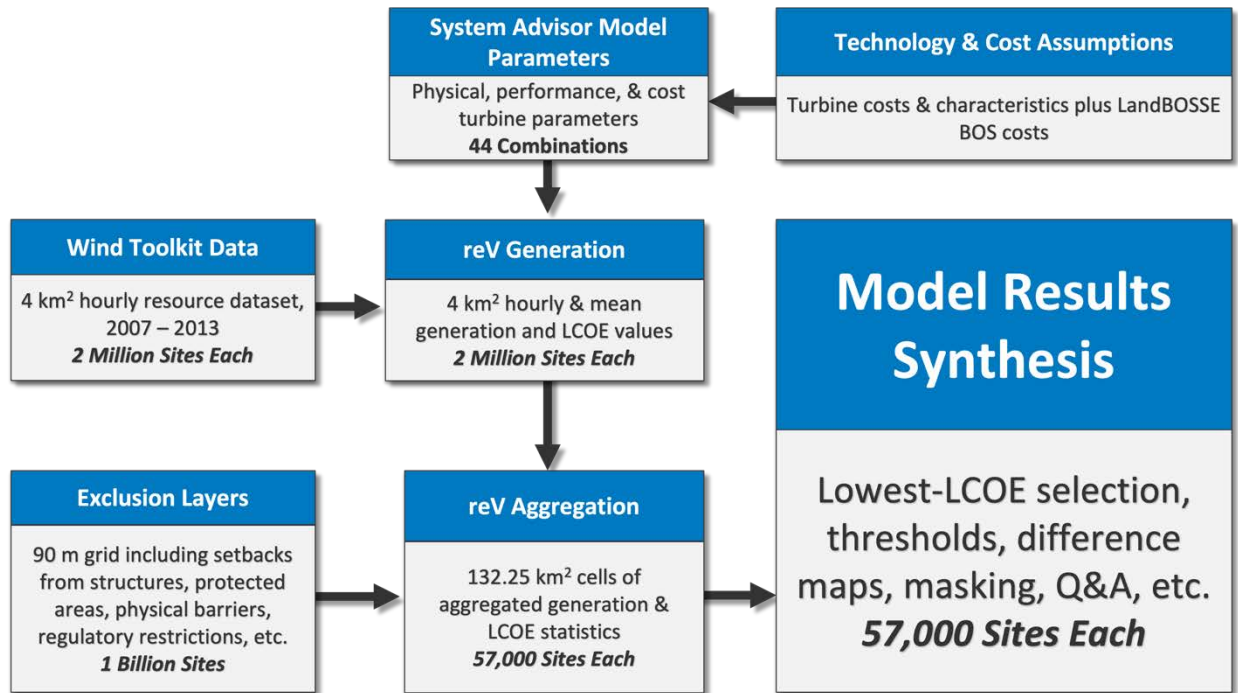 System Advisor Model
Parameters
Physical, performance, & cost
turbine parameters
44 Combinations
Technology & Cost Assumptions
Turbine costs & characteristics plus LandBOSSE
BOS costs
Wind Toolkit Data
4 km² hourly resource dataset,
2007 – 2013
2 Million Sites Each
reV Generation
4 km² hourly & mean
generation and LCOE values
2 Million Sites Each
Model Results
Synthesis
Lowest-LCOE selection,
thresholds, difference
maps, masking, Q&A, etc.
57,000 Sites Each
Exclusion Layers
90 m grid including setbacks
from structures, protected
areas, physical barriers,
regulatory restrictions, etc.
1 Billion Sites
reV Aggregation
132.25 km² cells of
aggregated generation &
LCOE statistics
57,000 Sites Each